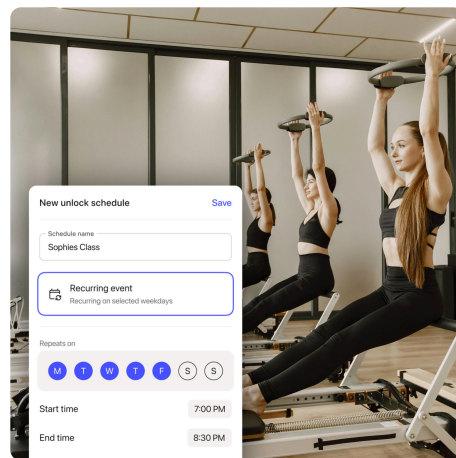 New unlock schedule Save
Schedule name
Sophies Class
Recurring event
Recurring on selected weekdays
Repeats on
M T W T F S S
Start time 7:00 PM
End time 8:30 PM